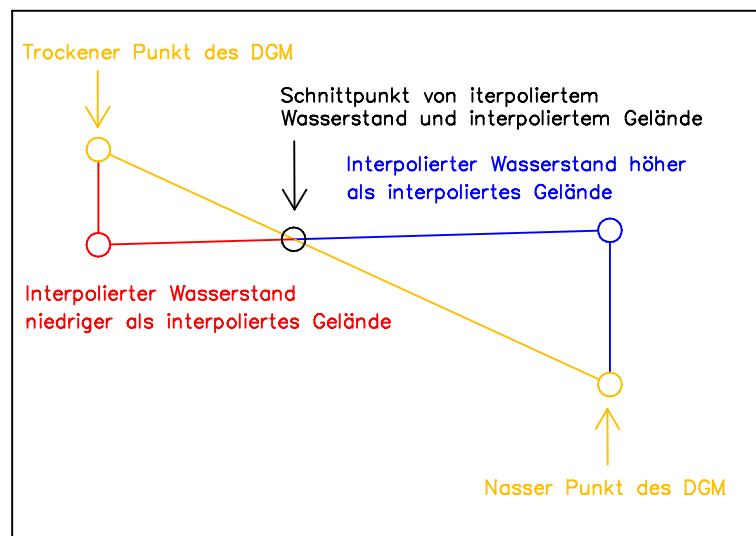 Trockener Punkt des DGM
Schnittpunkt von iterpoliertem
Wasserstand und interpoliertem Gelände
Interpolierter Wasserstand höher
als interpoliertes Gelände
Interpolierter Wasserstand
niedriger als interpoliertes Gelände
Nasser Punkt des DGM